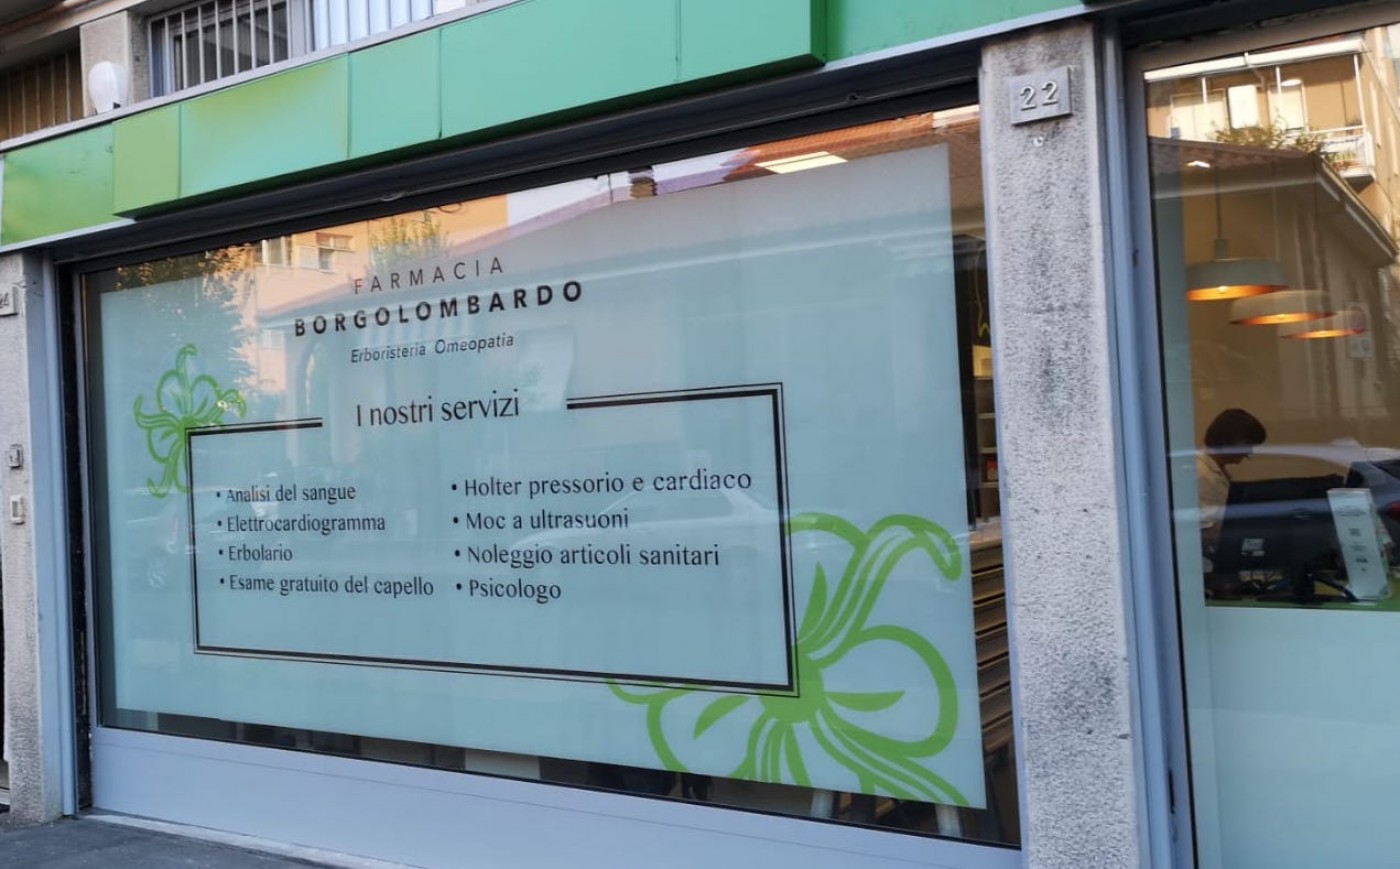 22
FARMACIA
BORGOLOMBARDO
Erboristeria Omeopatia
I nostri servizi
• Analisi del sangue
• Elettrocardiogramma
• Erbolario
• Esame gratuito del capello
• Holter pressorio e cardiaco
• Moc a ultrasuoni
• Noleggio articoli sanitari
• Psicologo